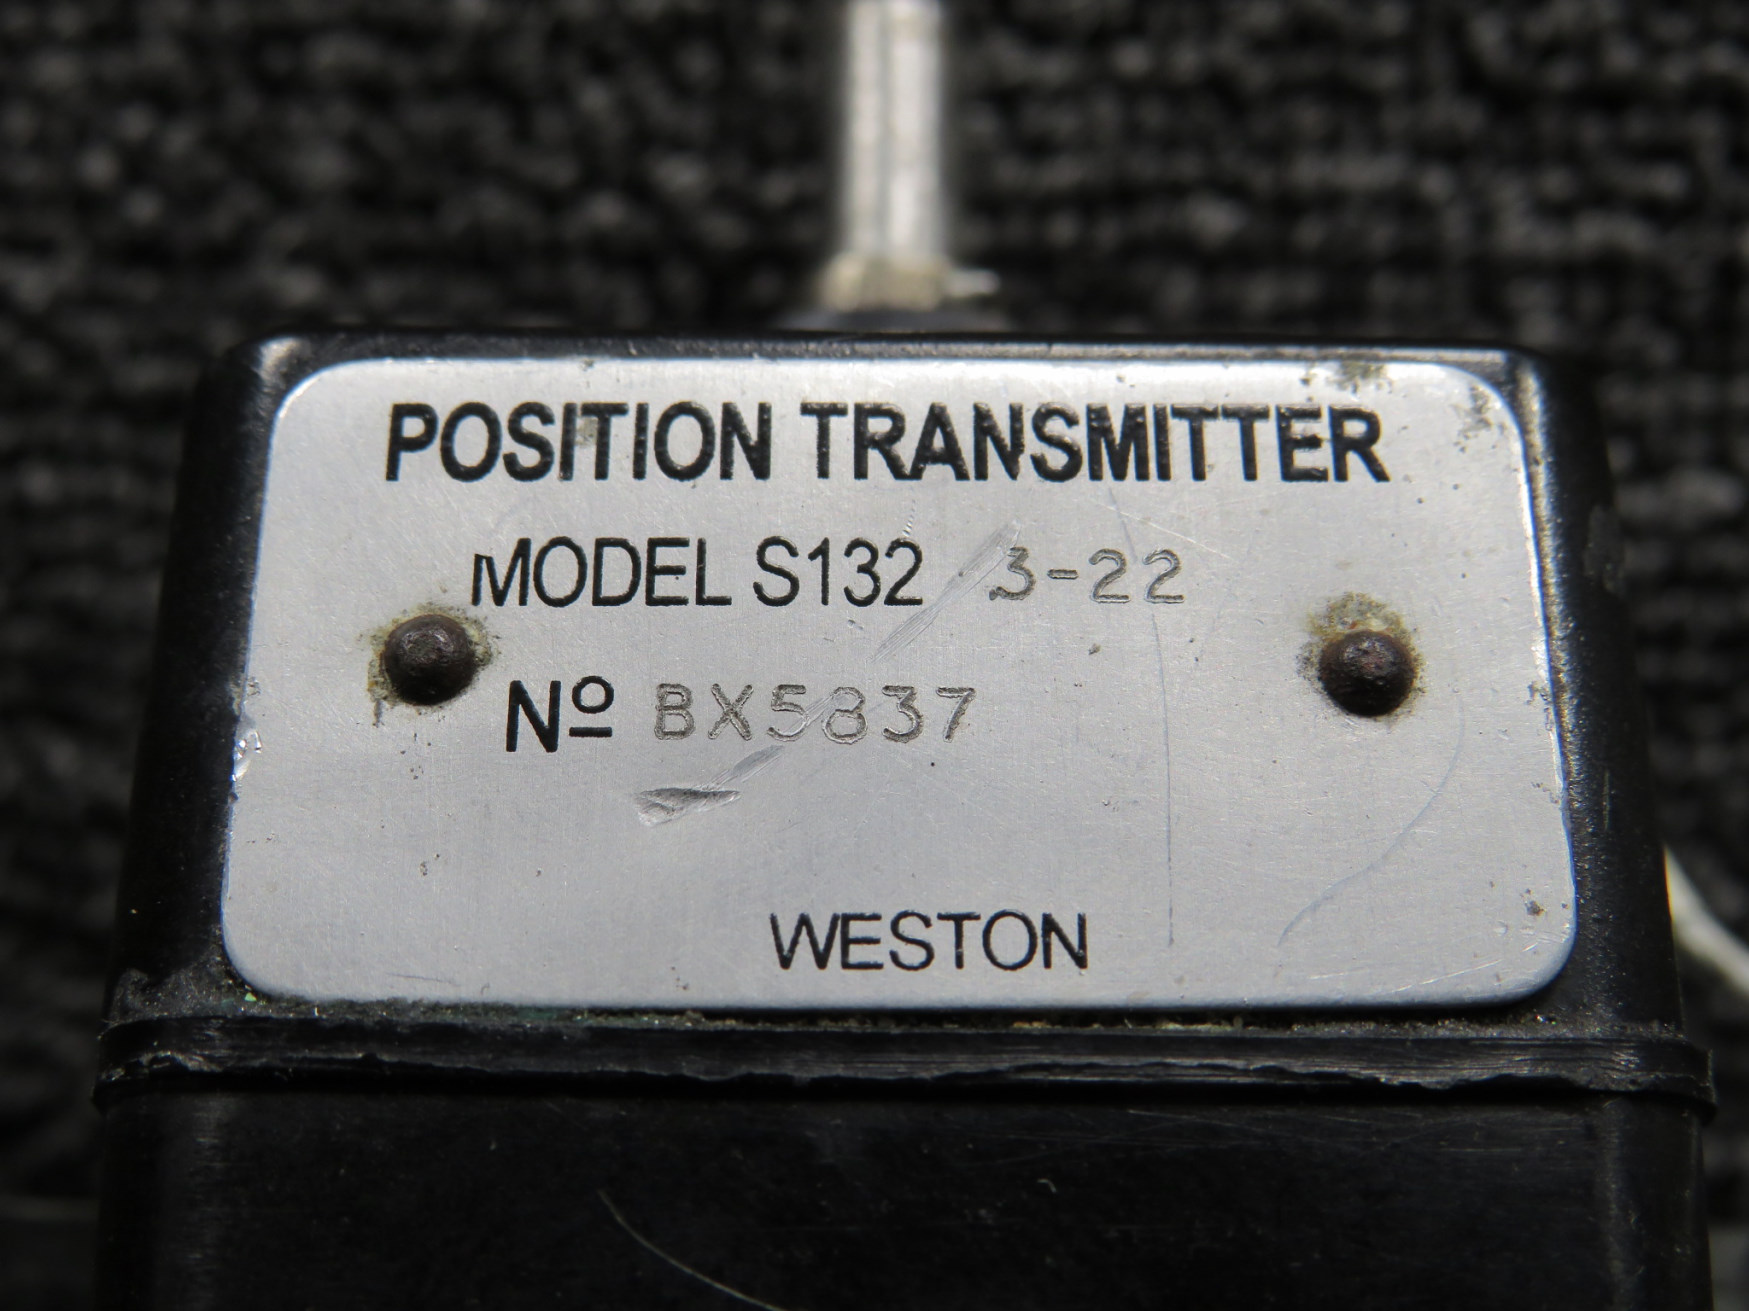 POSITION TRANSMITTER
MODEL S132 3-22
Nº BX5837
WESTON